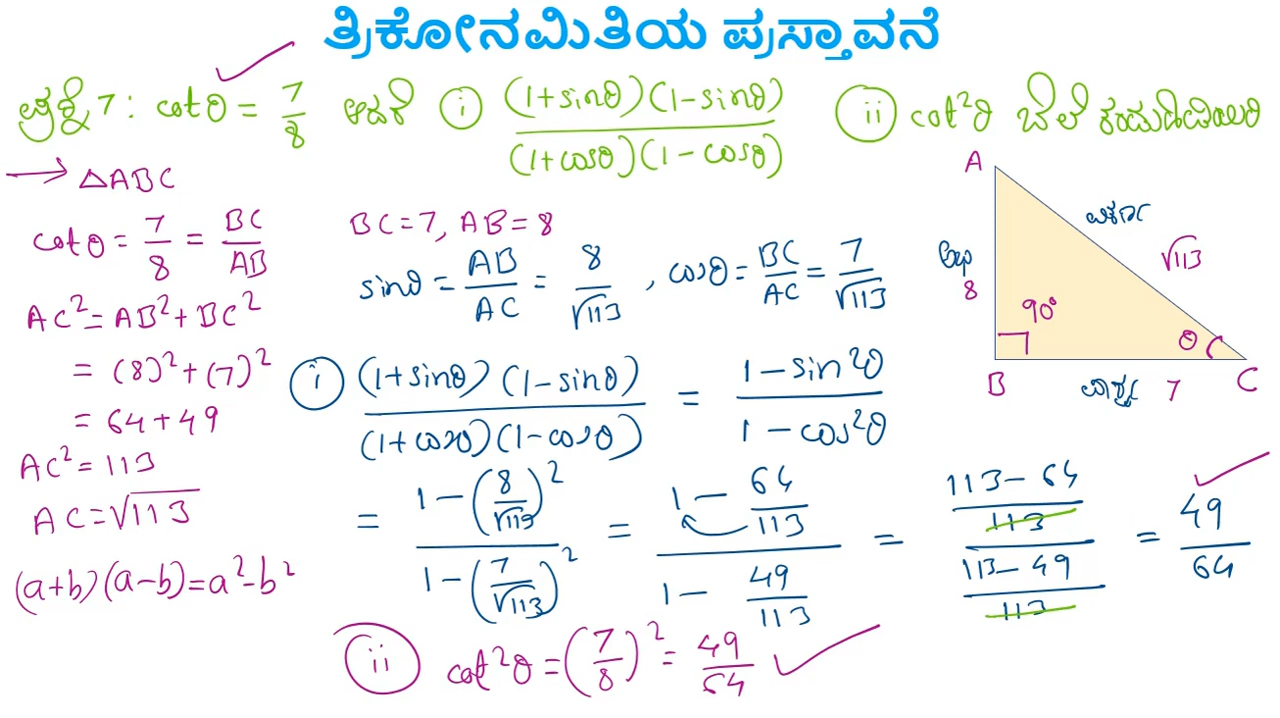 ತ್ರಿಕೋನಮಿತಿಯ ಪ್ರಸ್ತಾವನೆ
ಪ್ರಶ್ನೆ 7: cotθ = 7/8 ಆದರೆ (i) (1+sinθ)(1-sinθ)/(1+cosθ)(1-cosθ) (ii) cot²θ ಬೆಲೆ ಕಂಡುಹಿಡಿಯಿರಿ
→ △ABC
cotθ = 7/8 = BC/AB
AC² = AB² + BC²
= (8)² + (7)²
= 64 + 49
AC² = 113
AC = √113
(a+b)(a-b) = a² - b²
BC = 7, AB = 8
sinθ = AB/AC = 8/√113 , cosθ = BC/AC = 7/√113
(i) (1+sinθ)(1-sinθ)/(1+cosθ)(1-cosθ) = 1-sin²θ/1-cos²θ
= 1-(8/√113)²/1-(7/√113)² = 1-64/113/1-49/113 = 113-64/113/113-49/113 = 49/64
(ii) cot²θ = (7/8)² = 49/64
A
ವಿಕರ್ಣ
√113
ಅಭಿ
8
90°
θ
B
ಪಾರ್ಶ್ವ 7
C